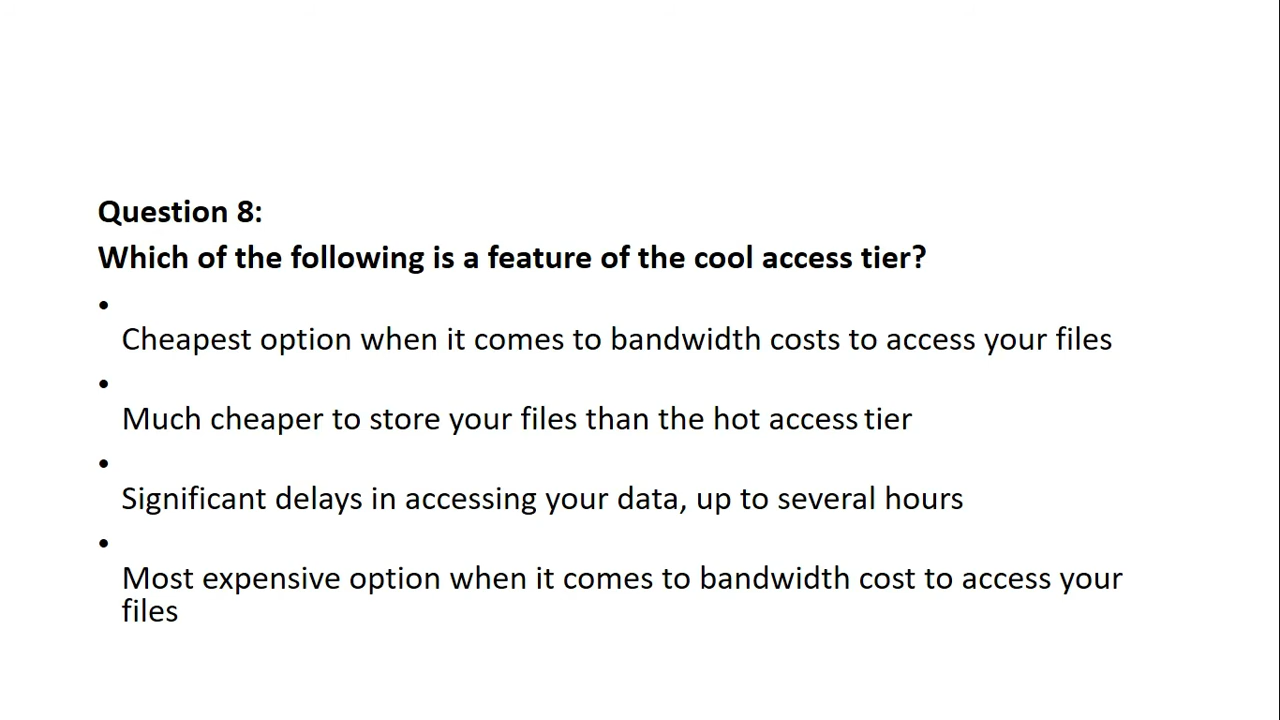 Question 8:
Which of the following is a feature of the cool access tier?
•
Cheapest option when it comes to bandwidth costs to access your files
•
Much cheaper to store your files than the hot access tier
•
Significant delays in accessing your data, up to several hours
•
Most expensive option when it comes to bandwidth cost to access your
files